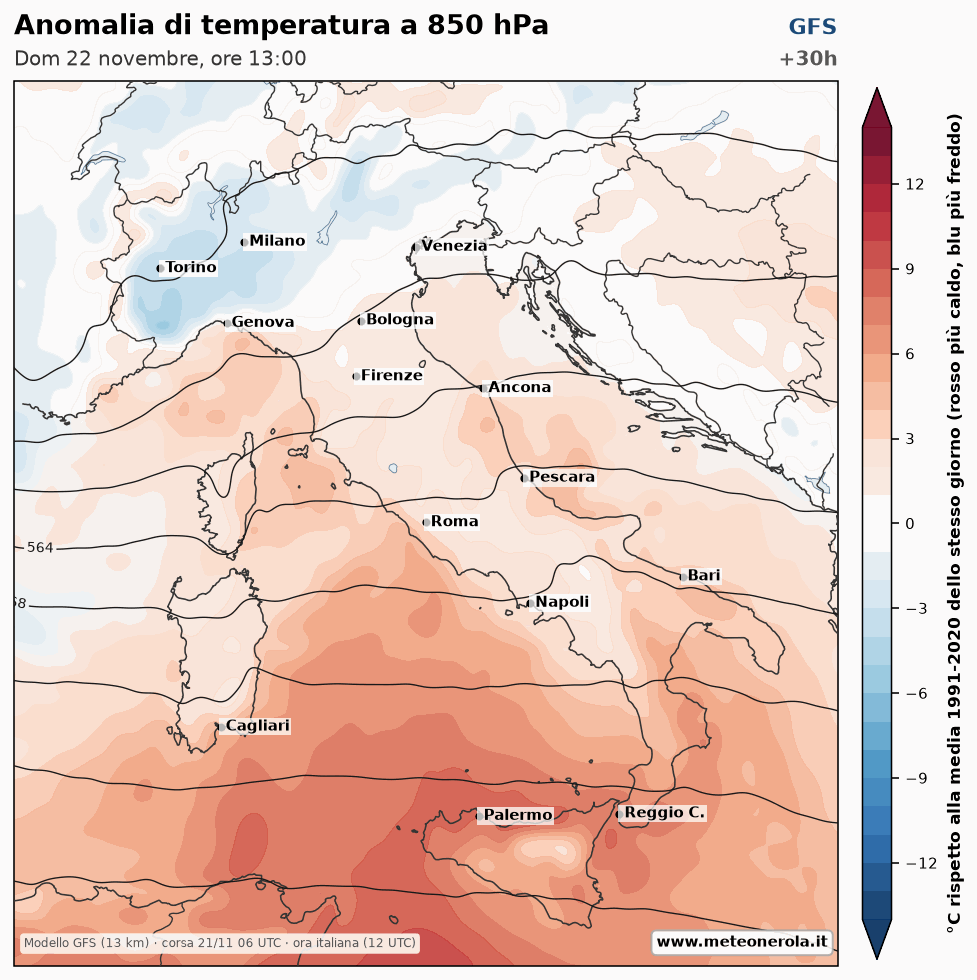 Anomalia di temperatura a 850 hPa
GFS
Dom 22 novembre, ore 13:00
+30h
Milano
Venezia
Torino
Genova
Bologna
Firenze
Ancona
Pescara
Roma
564
Bari
Napoli
58
Cagliari
Palermo
Reggio C.
Modello GFS (13 km) · corsa 21/11 06 UTC · ora italiana (12 UTC)
www.meteonerola.it
12
9
6
3
0
−3
−6
−9
−12
°C rispetto alla media 1991-2020 dello stesso giorno (rosso più caldo, blu più freddo)